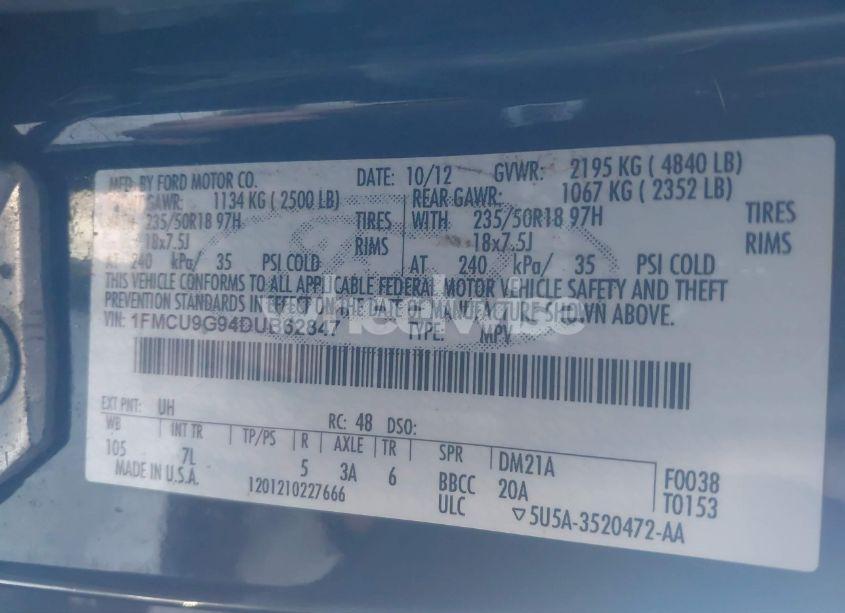 MFD. BY FORD MOTOR CO. DATE: 10/12 GVWR: 2195 KG ( 4840 LB)
GAWR: 1134 KG ( 2500 LB) REAR GAWR: 1067 KG ( 2352 LB)
235/50R18 97H TIRES WITH 235/50R18 97H TIRES
18x7.5J RIMS 18x7.5J RIMS
AT 240 kPa/ 35 PSI COLD AT 240 kPa/ 35 PSI COLD
THIS VEHICLE CONFORMS TO ALL APPLICABLE FEDERAL MOTOR VEHICLE SAFETY AND THEFT
PREVENTION STANDARDS IN EFFECT ON THE DATE OF MANUFACTURE SHOWN ABOVE.
VIN: 1FMCU9G94DUB62347 TYPE: MPV
EXT PNT: UH RC: 48 DSO:
WB INT TR TP/PS R AXLE TR SPR DM21A F0038
105 7L 5 3A 6 BBCC 20A T0153
MADE IN U.S.A. 1201210227666 ULC ▽5U5A-3520472-AA